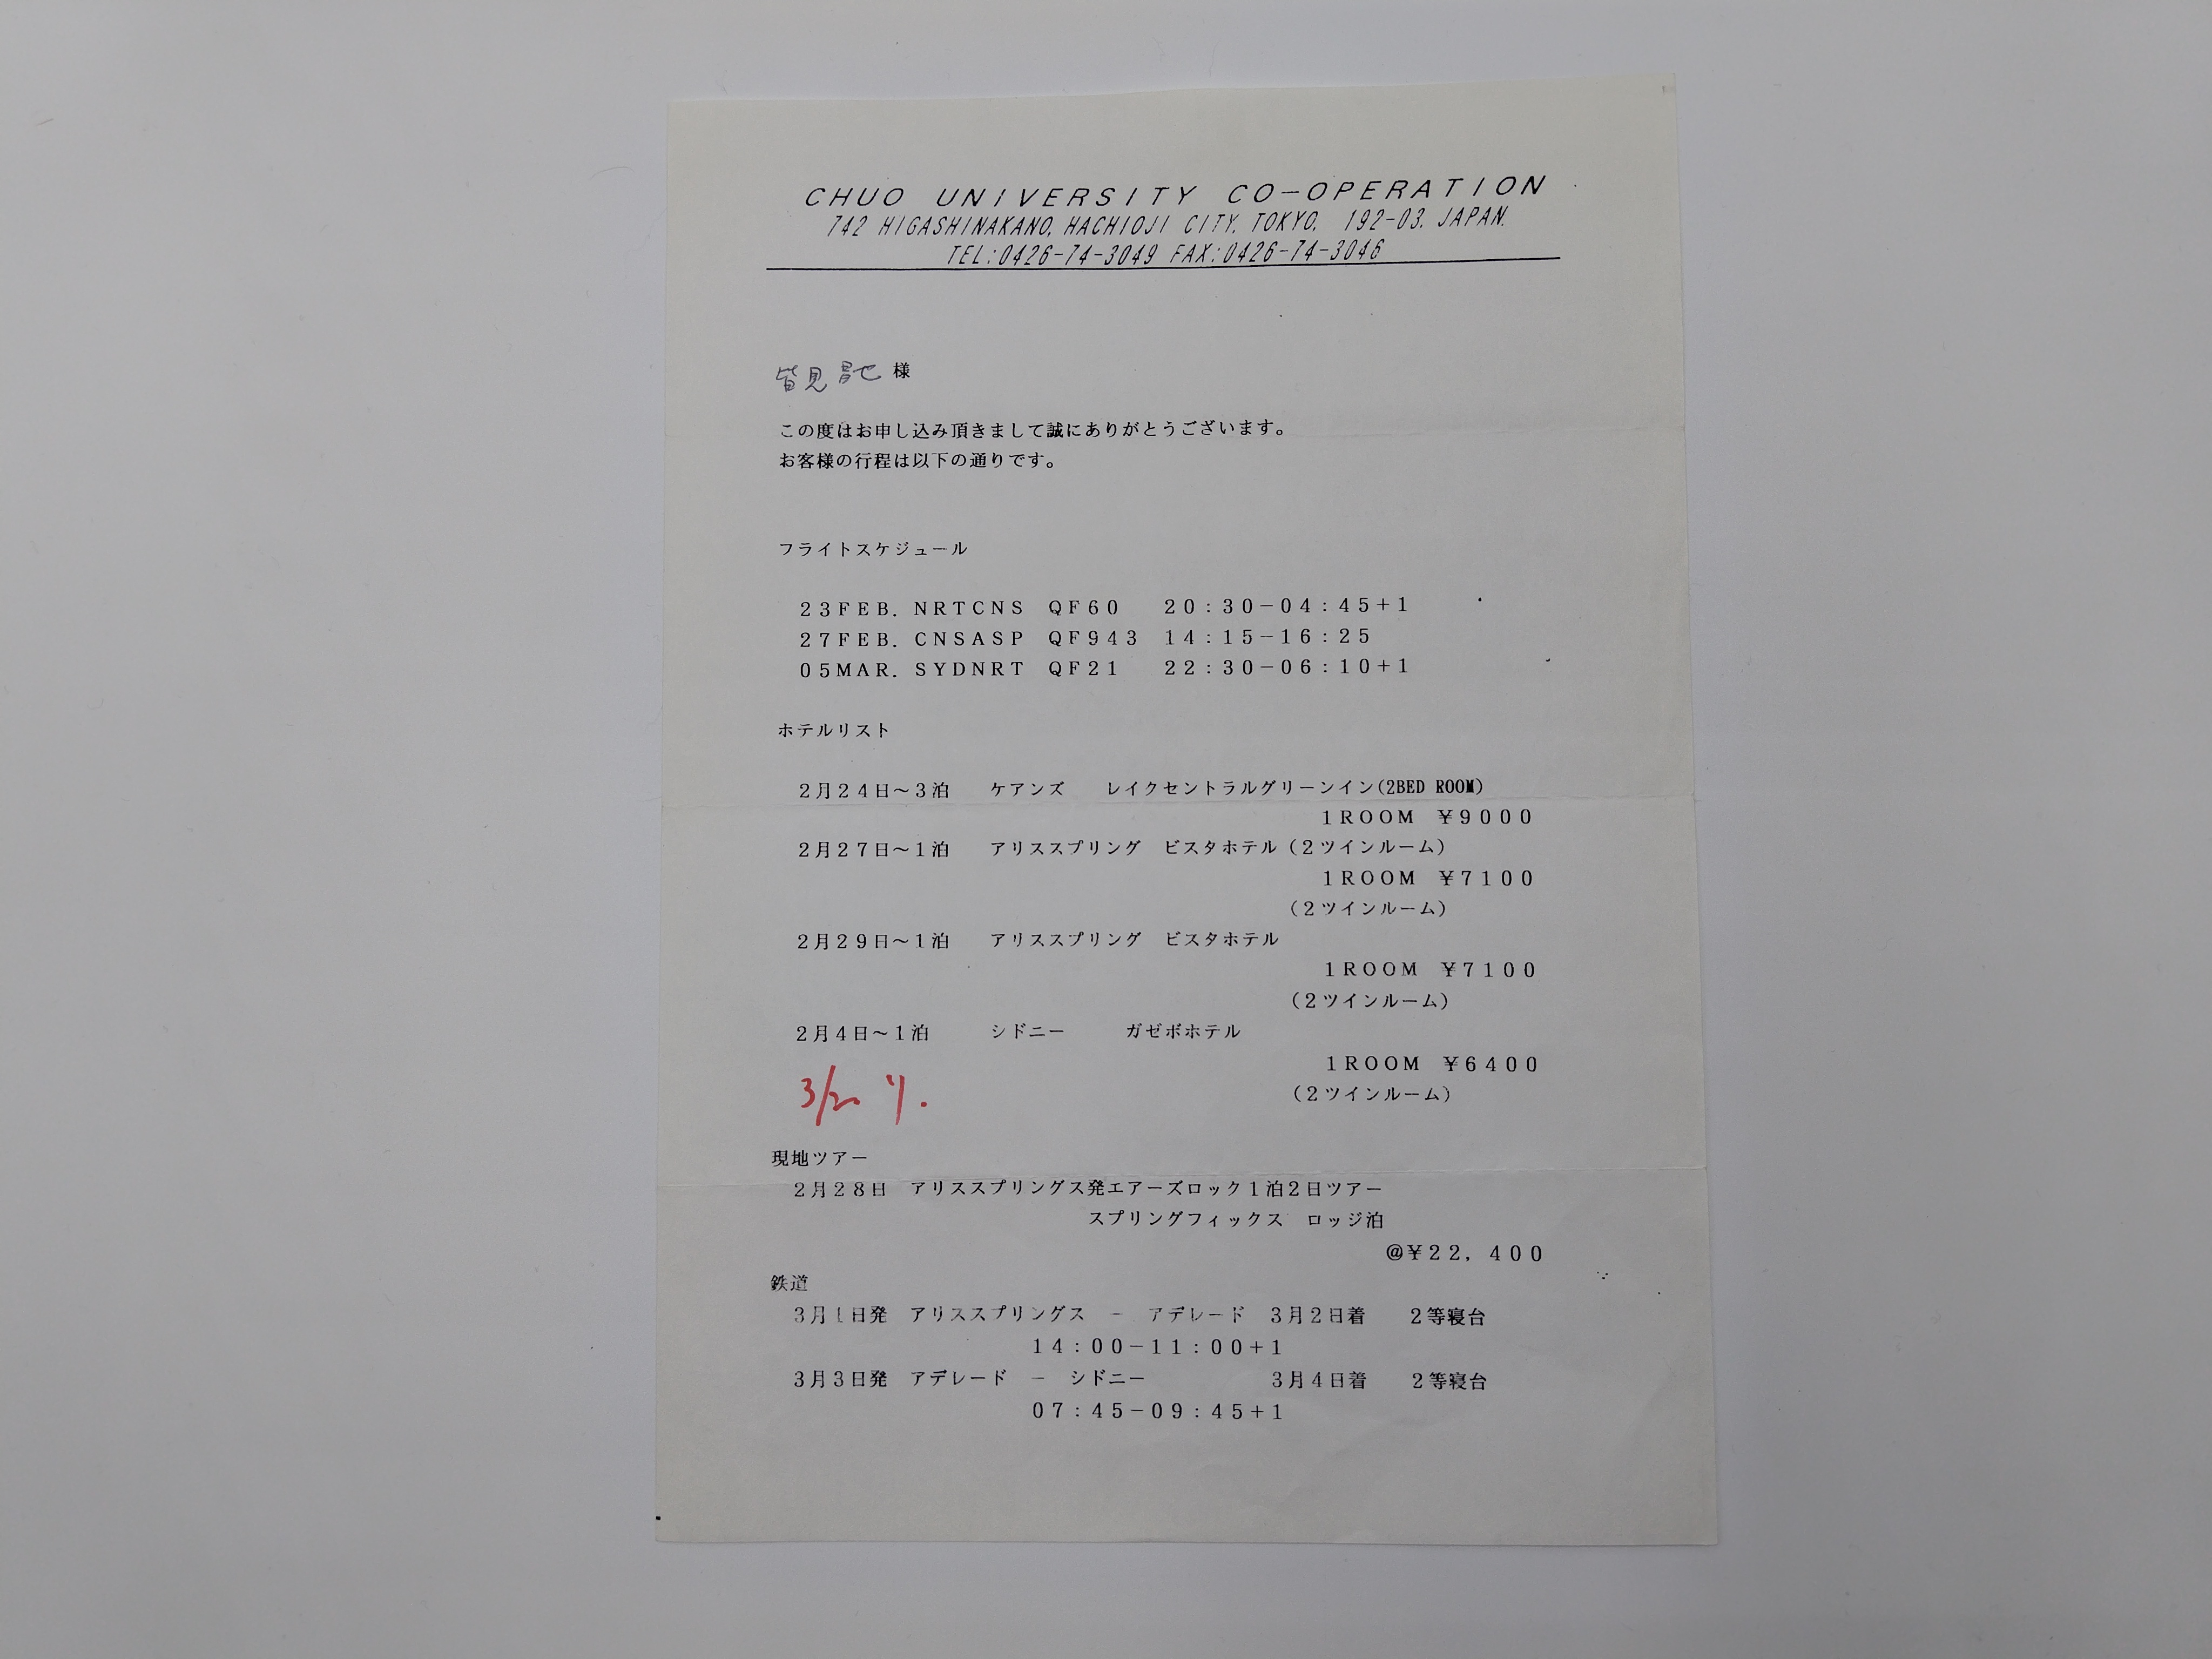 CHUO UNIVERSITY CO-OPERATION
742 HIGASHINAKANO, HACHIOJI CITY, TOKYO, 192-03, JAPAN.
TEL:0426-74-3049 FAX:0426-74-3046
皆見 昌也 様
この度はお申し込み頂きまして誠にありがとうございます。
お客様の行程は以下の通りです。
フライトスケジュール
23FEB. NRTCNS QF60 20:30-04:45+1
27FEB. CNSASP QF943 14:15-16:25
05MAR. SYDNRT QF21 22:30-06:10+1
ホテルリスト
2月24日~3泊 ケアンズ レイクセントラルグリーンイン(2BED ROOM)
1ROOM ¥9000
2月27日~1泊 アリススプリング ビスタホテル(2ツインルーム)
1ROOM ¥7100
(2ツインルーム)
2月29日~1泊 アリススプリング ビスタホテル
1ROOM ¥7100
(2ツインルーム)
2月4日~1泊 シドニー ガゼボホテル
1ROOM ¥6400
(2ツインルーム)
現地ツアー
2月28日 アリススプリングス発エアーズロック1泊2日ツアー
スプリングフィックス ロッジ泊
@¥22,400
鉄道
3月1日発 アリススプリングス - アデレード 3月2日着 2等寝台
14:00-11:00+1
3月3日発 アデレード - シドニー 3月4日着 2等寝台
07:45-09:45+1